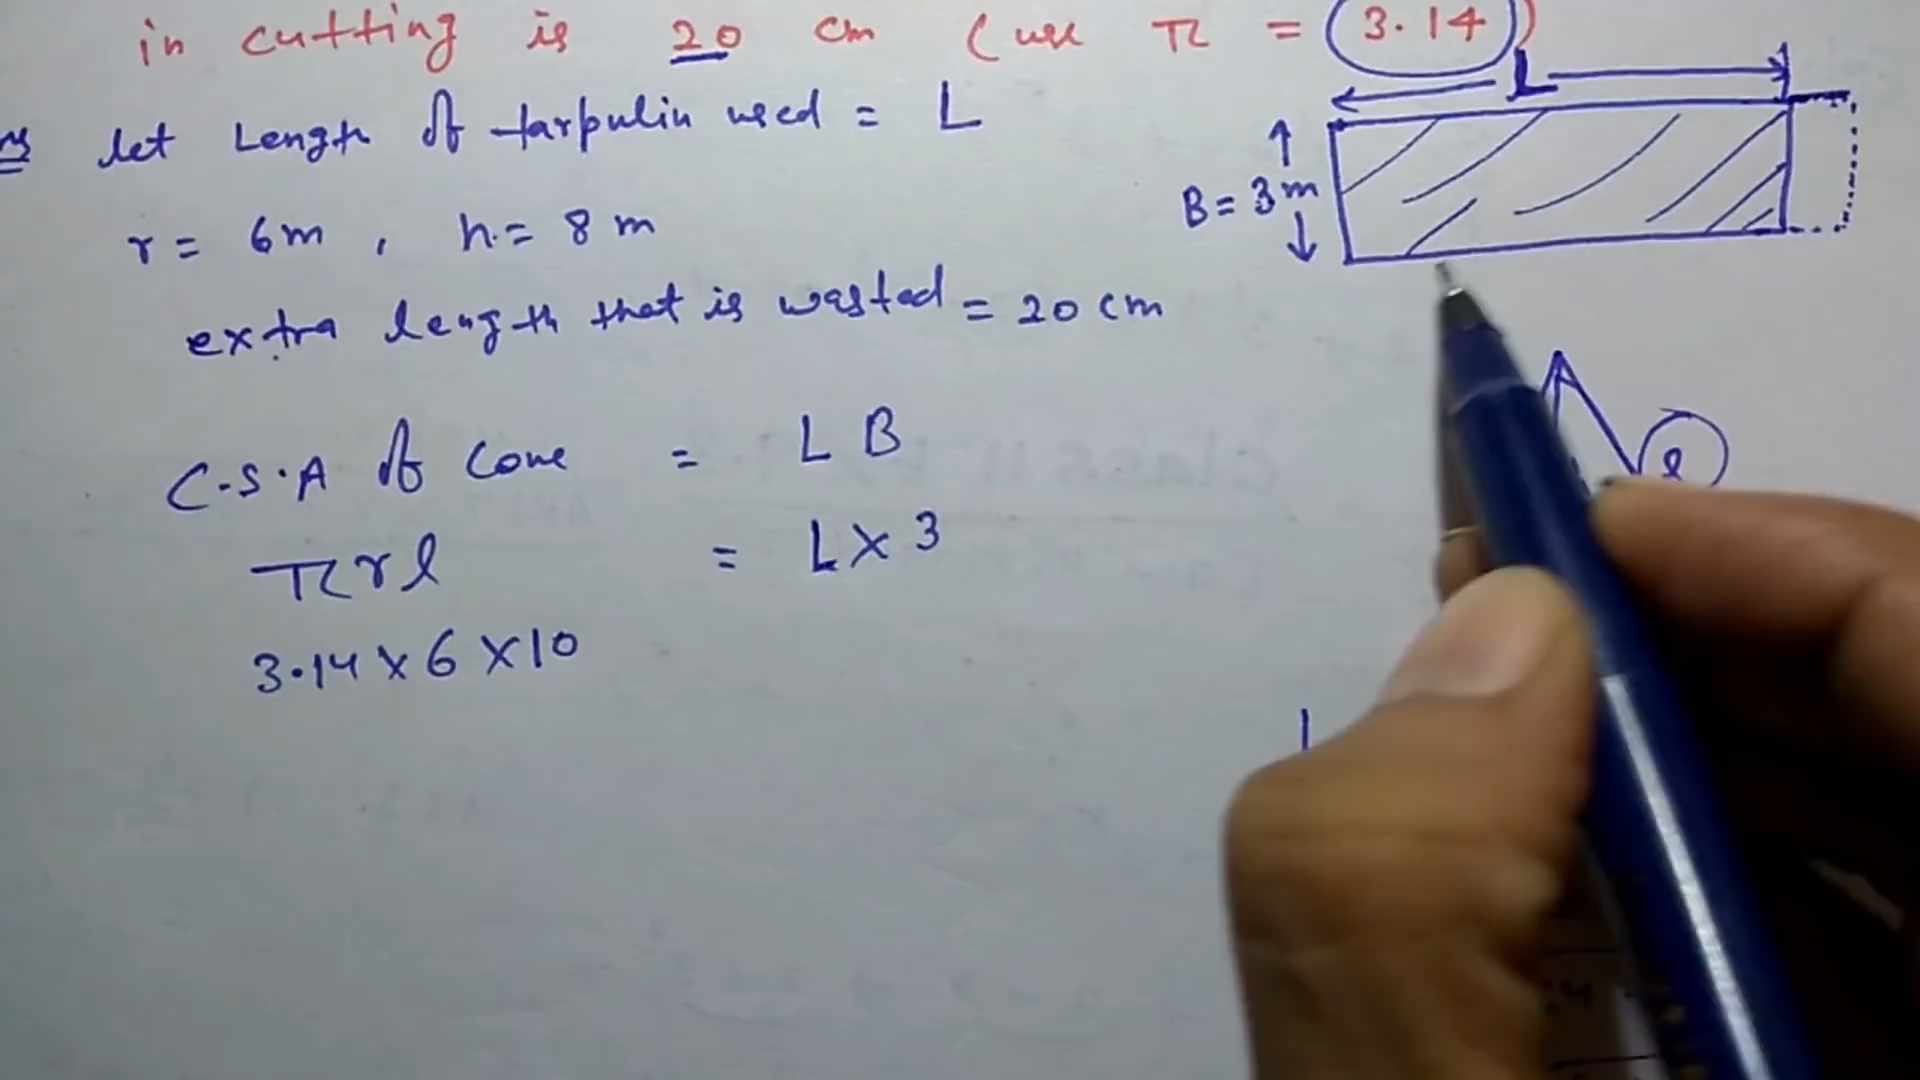 in cutting is 20 cm (use π = 3.14)
let Length of tarpulin used = L
r = 6m , h = 8 m
extra length that is wasted = 20 cm
C.S.A of Cone = L B
πrl = L × 3
3.14 × 6 × 10
L
B = 3 m
l